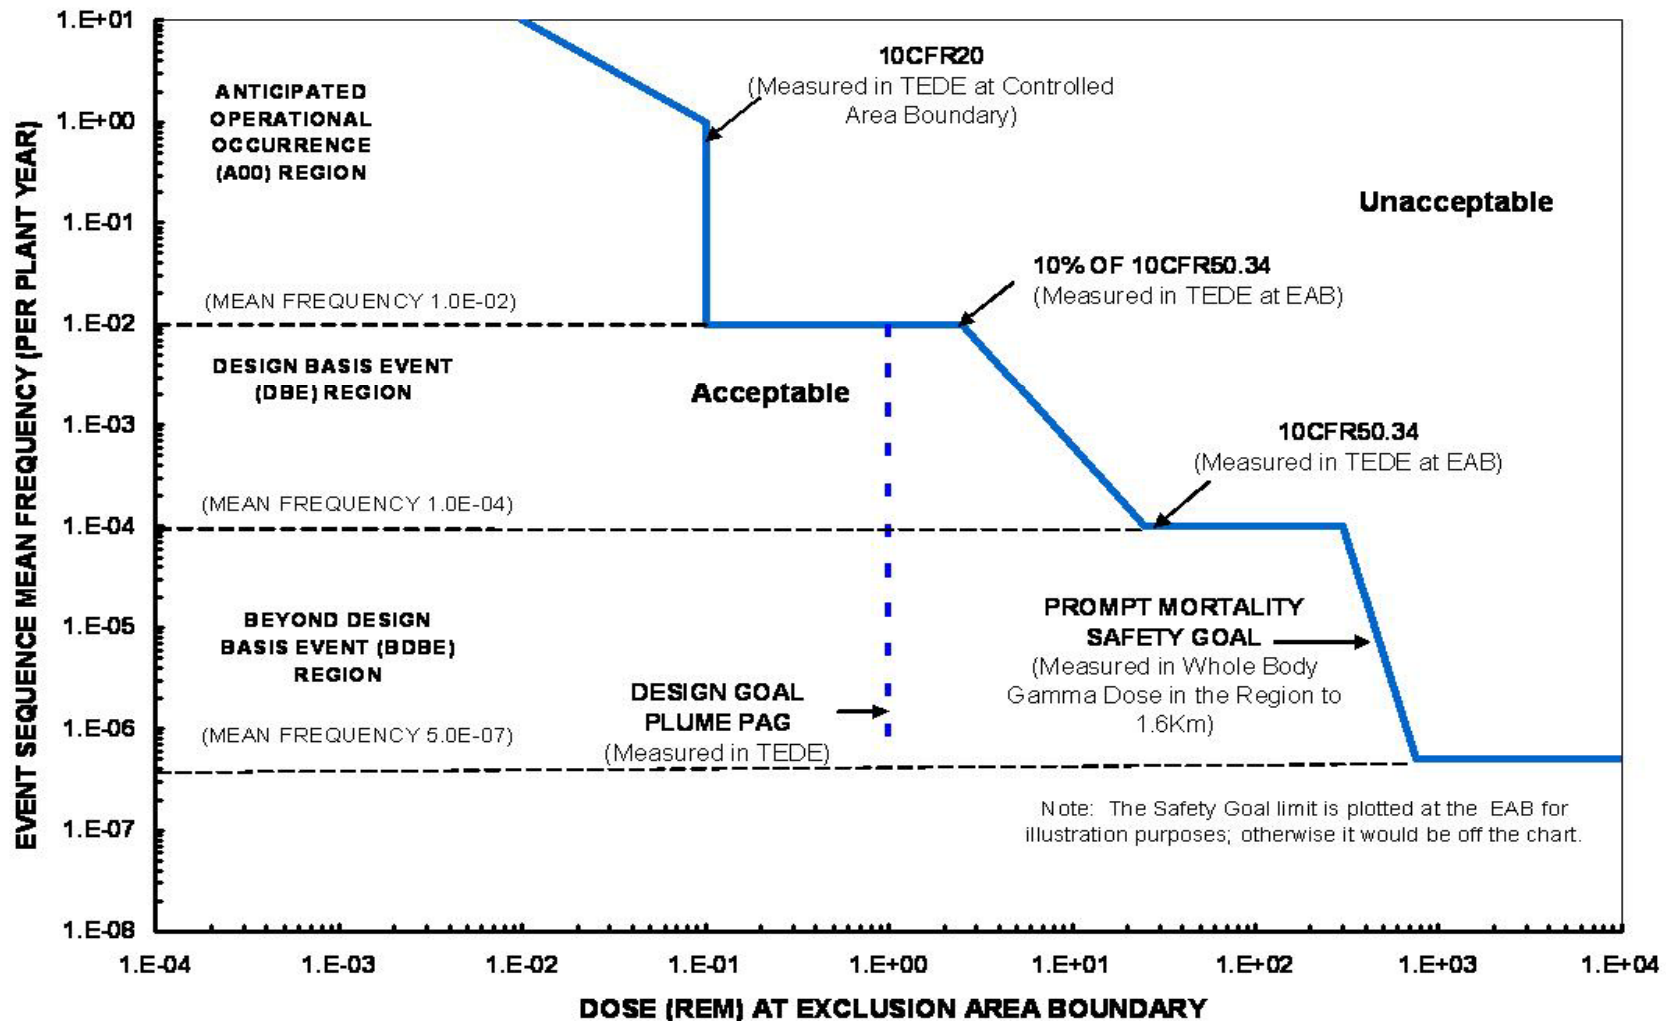 1.E+01
1.E+00
1.E-01
1.E-02
1.E-03
1.E-04
1.E-05
1.E-06
1.E-07
1.E-08
EVENT SEQUENCE MEAN FREQUENCY (PER PLANT YEAR)
ANTICIPATED
OPERATIONAL
OCCURRENCE
(AOO) REGION
10CFR20
(Measured in TEDE at Controlled
Area Boundary)
Unacceptable
(MEAN FREQUENCY 1.0E-02)
10% OF 10CFR50.34
(Measured in TEDE at EAB)
DESIGN BASIS EVENT
(DBE) REGION
Acceptable
10CFR50.34
(Measured in TEDE at EAB)
(MEAN FREQUENCY 1.0E-04)
BEYOND DESIGN
BASIS EVENT (BDBE)
REGION
PROMPT MORTALITY
SAFETY GOAL
(Measured in Whole Body
Gamma Dose in the Region to
1.6Km)
DESIGN GOAL
PLUME PAG
(Measured in TEDE)
(MEAN FREQUENCY 5.0E-07)
Note: The Safety Goal limit is plotted at the EAB for
illustration purposes; otherwise it would be off the chart.
1.E-04 1.E-03 1.E-02 1.E-01 1.E+00 1.E+01 1.E+02 1.E+03 1.E+04
DOSE (REM) AT EXCLUSION AREA BOUNDARY